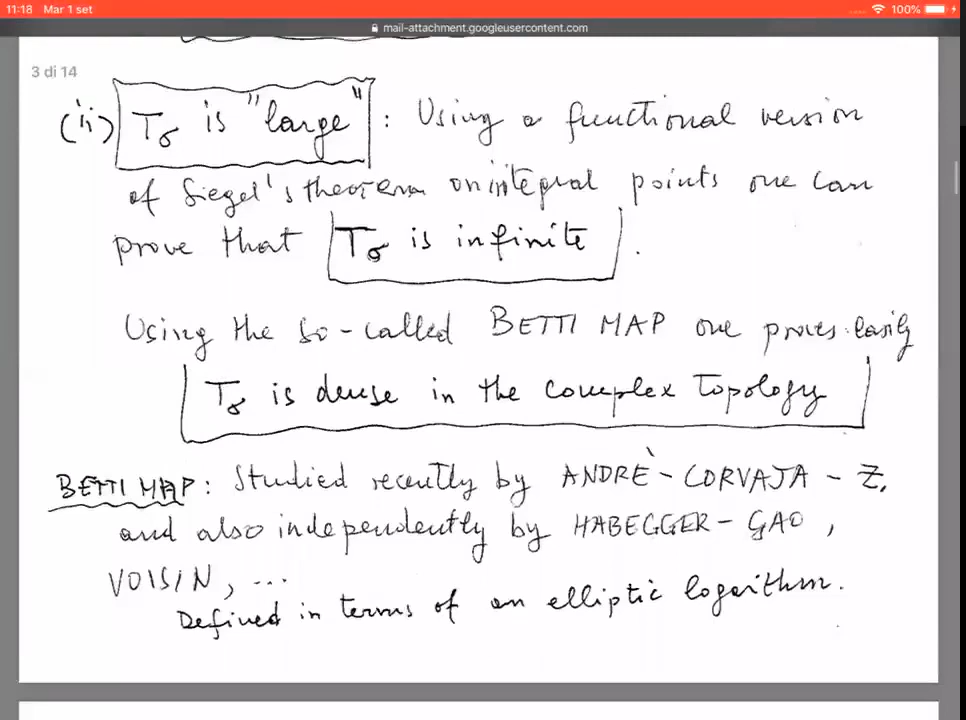 11:18 Mar 1 set 100%
mail-attachment.googleusercontent.com
3 di 14
(ii) Tσ is "large" : Using a functional version
of Siegel's theorem on integral points one can
prove that Tσ is infinite .
Using the so-called BETTI MAP one proves easily
Tσ is dense in the complex topology
BETTI MAP: Studied recently by ANDRÈ - CORVAJA - Z.
and also independently by HABEGGER - GAO ,
VOISIN, ...
Defined in terms of an elliptic logarithm.